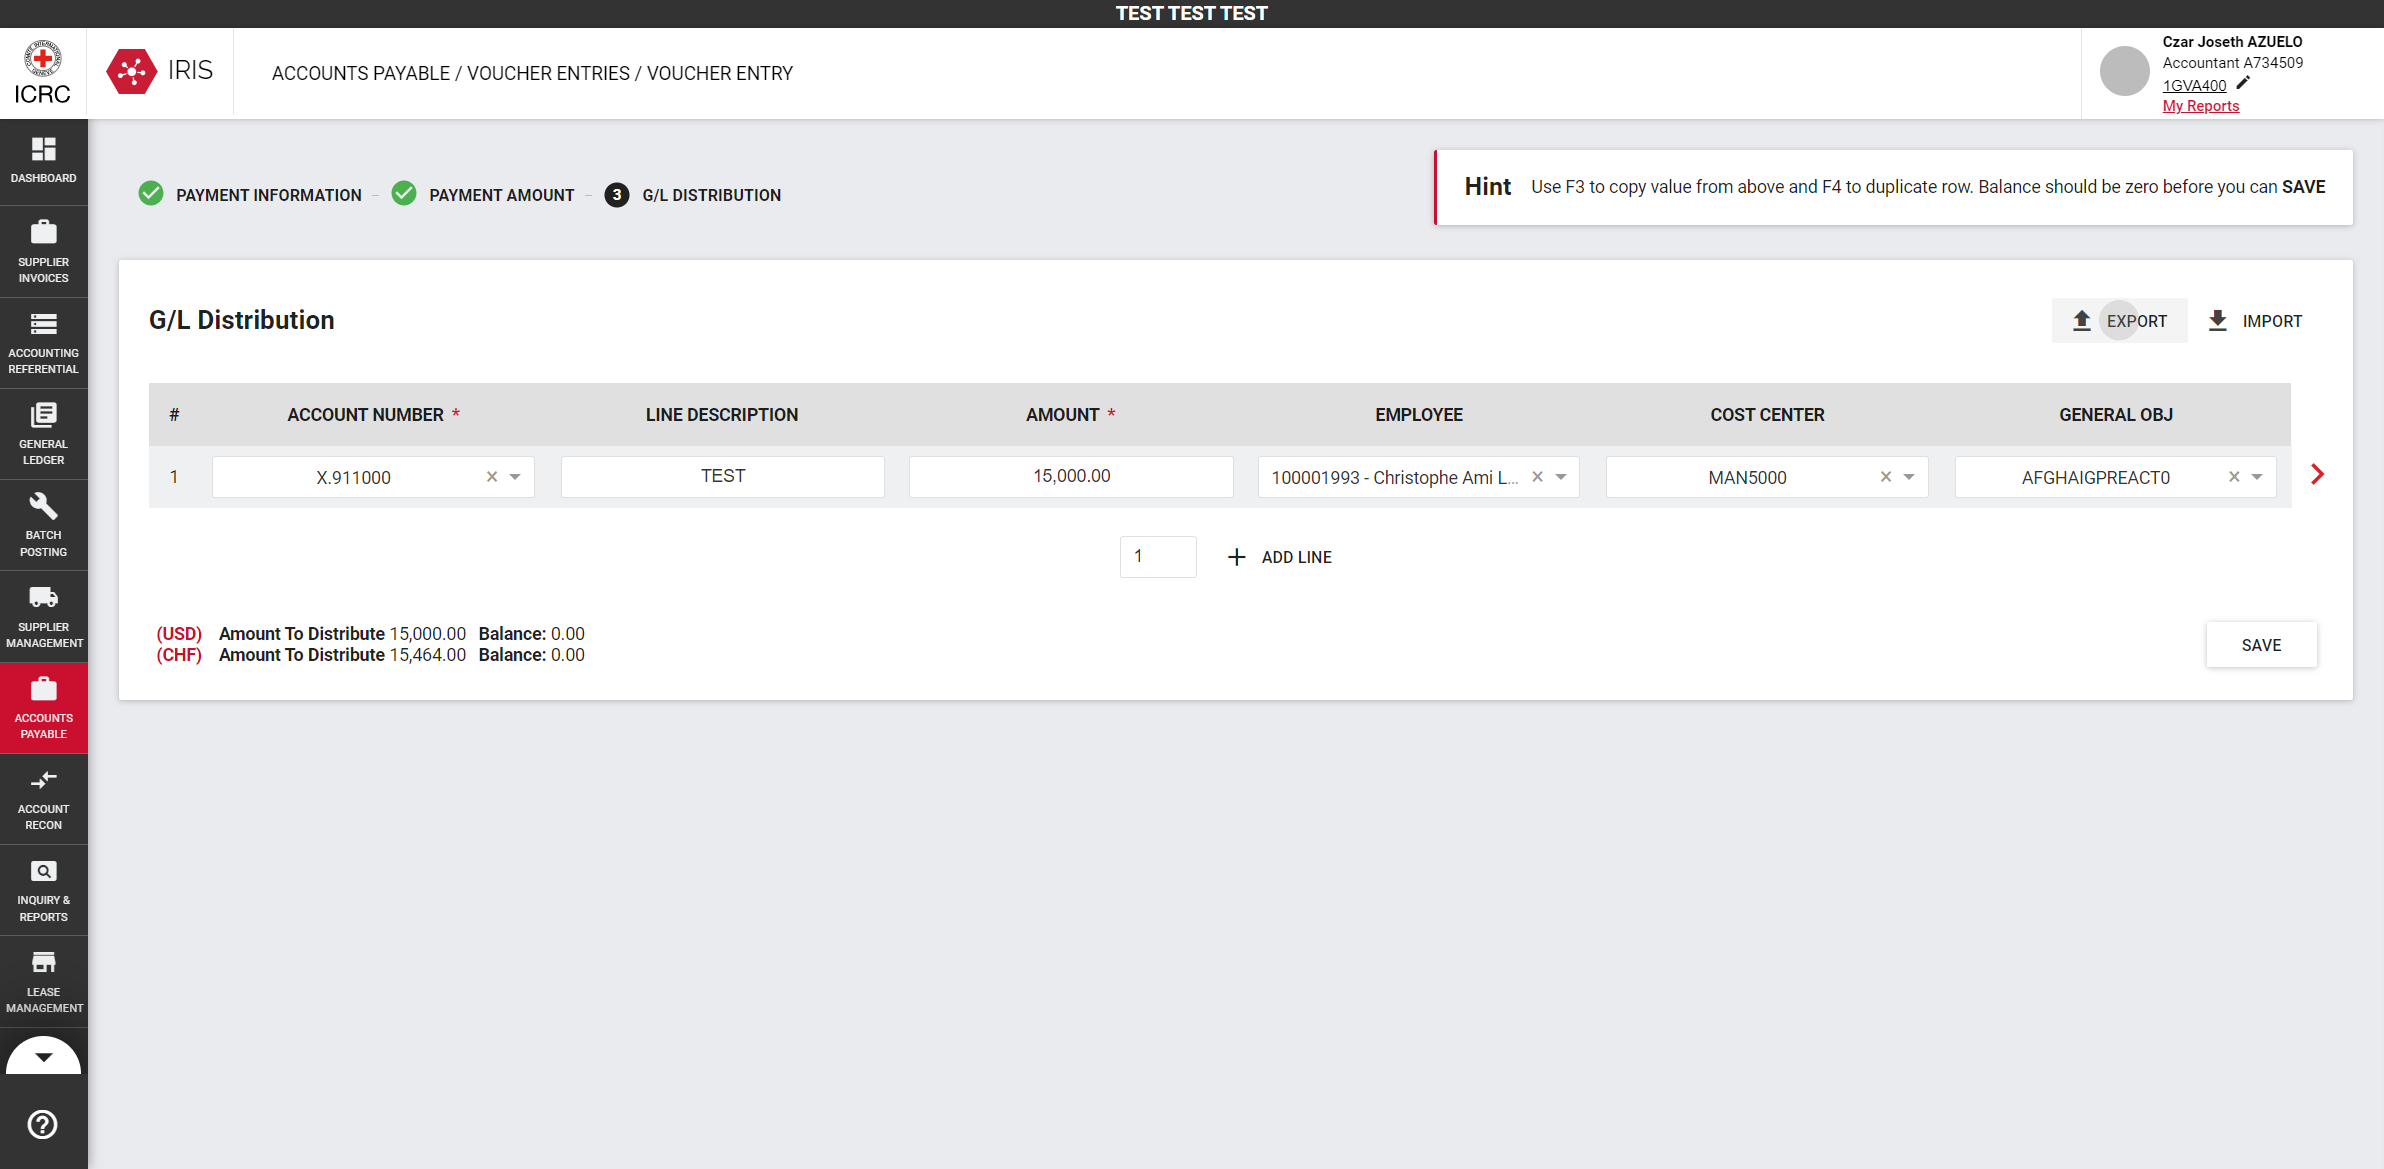 TEST TEST TEST
COMITE INTERNATIONAL GENEVE
ICRC
IRIS
ACCOUNTS PAYABLE / VOUCHER ENTRIES / VOUCHER ENTRY
Czar Joseth AZUELO
Accountant A734509
1GVA400
My Reports
DASHBOARD
SUPPLIER
INVOICES
ACCOUNTING
REFERENTIAL
GENERAL
LEDGER
BATCH
POSTING
SUPPLIER
MANAGEMENT
ACCOUNTS
PAYABLE
ACCOUNT
RECON
INQUIRY &
REPORTS
LEASE
MANAGEMENT
PAYMENT INFORMATION – PAYMENT AMOUNT – 3 G/L DISTRIBUTION
Hint Use F3 to copy value from above and F4 to duplicate row. Balance should be zero before you can SAVE
G/L Distribution
EXPORT IMPORT
# ACCOUNT NUMBER * LINE DESCRIPTION AMOUNT * EMPLOYEE COST CENTER GENERAL OBJ
1 X.911000 × TEST 15,000.00 100001993 - Christophe Ami L... × MAN5000 × AFGHAIGPREACT0 ×
1 + ADD LINE
(USD) Amount To Distribute 15,000.00 Balance: 0.00
(CHF) Amount To Distribute 15,464.00 Balance: 0.00
SAVE